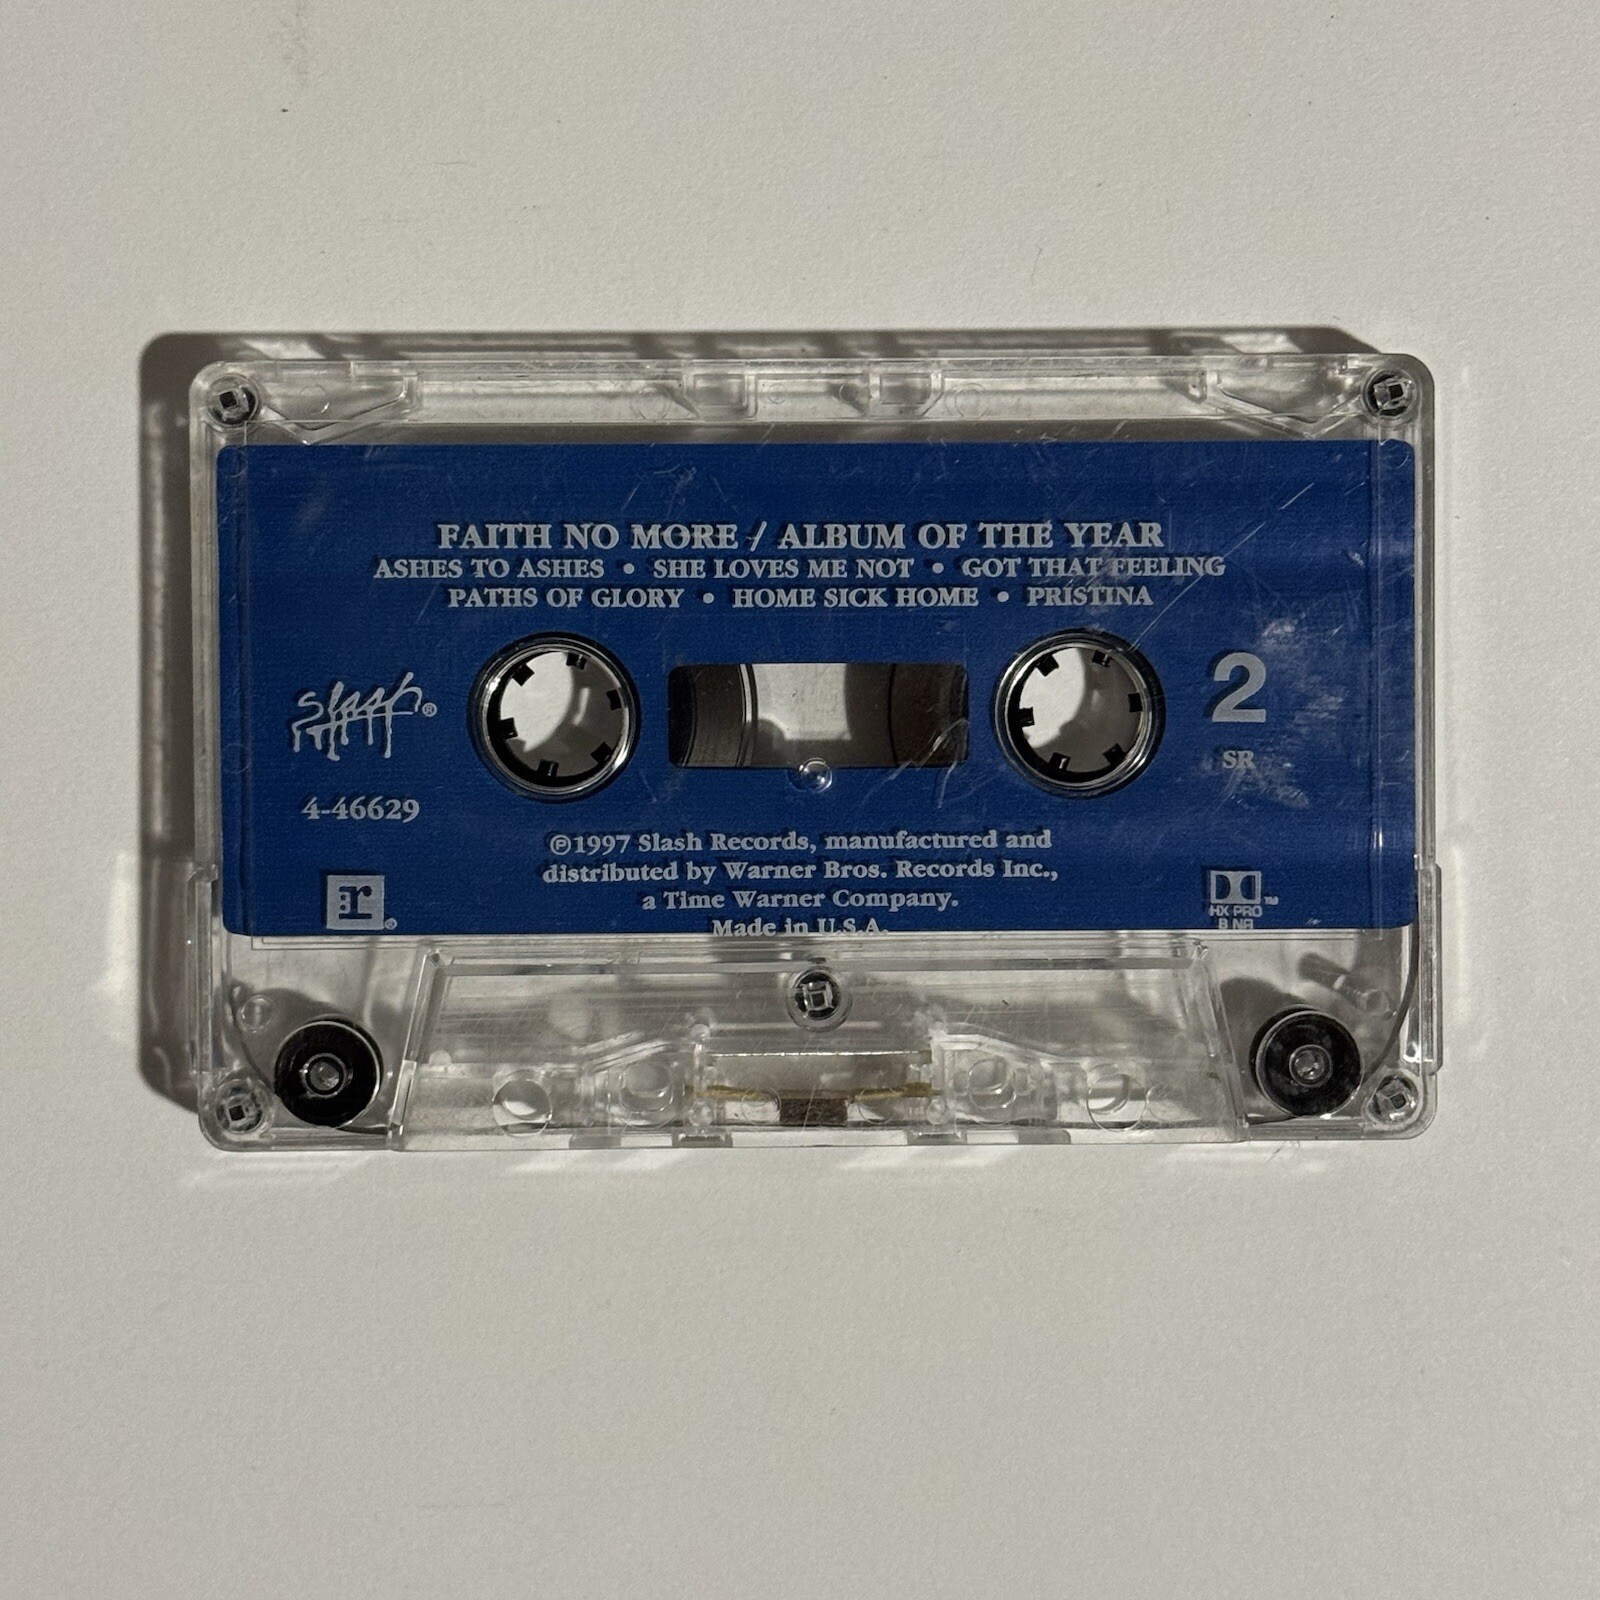 FAITH NO MORE / ALBUM OF THE YEAR
ASHES TO ASHES • SHE LOVES ME NOT • GOT THAT FEELING
PATHS OF GLORY • HOME SICK HOME • PRISTINA
slash®
2
SR
4-46629
℗1997 Slash Records, manufactured and
distributed by Warner Bros. Records Inc.,
a Time Warner Company.
Made in U.S.A.
r®
™
HX PRO
B NR